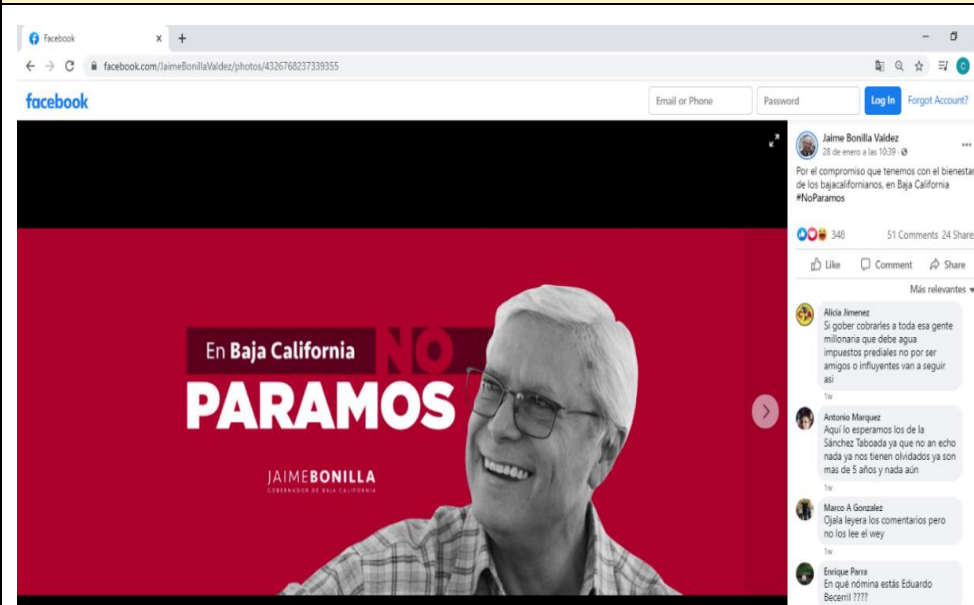 Facebook
facebook.com/JaimeBonillaValdez/photos/4326768237339355
facebook
Email or Phone
Password
Log In
Forgot Account?
En Baja California NO
PARAMOS
JAIMEBONILLA
GOBERNADOR DE BAJA CALIFORNIA
Jaime Bonilla Valdez
28 de enero a las 10:39
Por el compromiso que tenemos con el bienestar
de los bajacalifornianos, en Baja California
#NoParamos
348
51 Comments 24 Share
Like
Comment
Share
Más relevantes
Alicia Jimenez
Si gober cobrarles a toda esa gente
millonaria que debe agua
impuestos prediales no por ser
amigos o influyentes van a seguir
asi
1w
Antonio Marquez
Aquí lo esperamos los de la
Sánchez Taboada ya que no an echo
nada ya nos tienen olvidados ya son
mas de 5 años y nada aún
1w
Marco A Gonzalez
Ojala leyera los comentarios pero
no los lee el wey
1w
Enrique Parra
En qué nómina estás Eduardo
Becerril ????